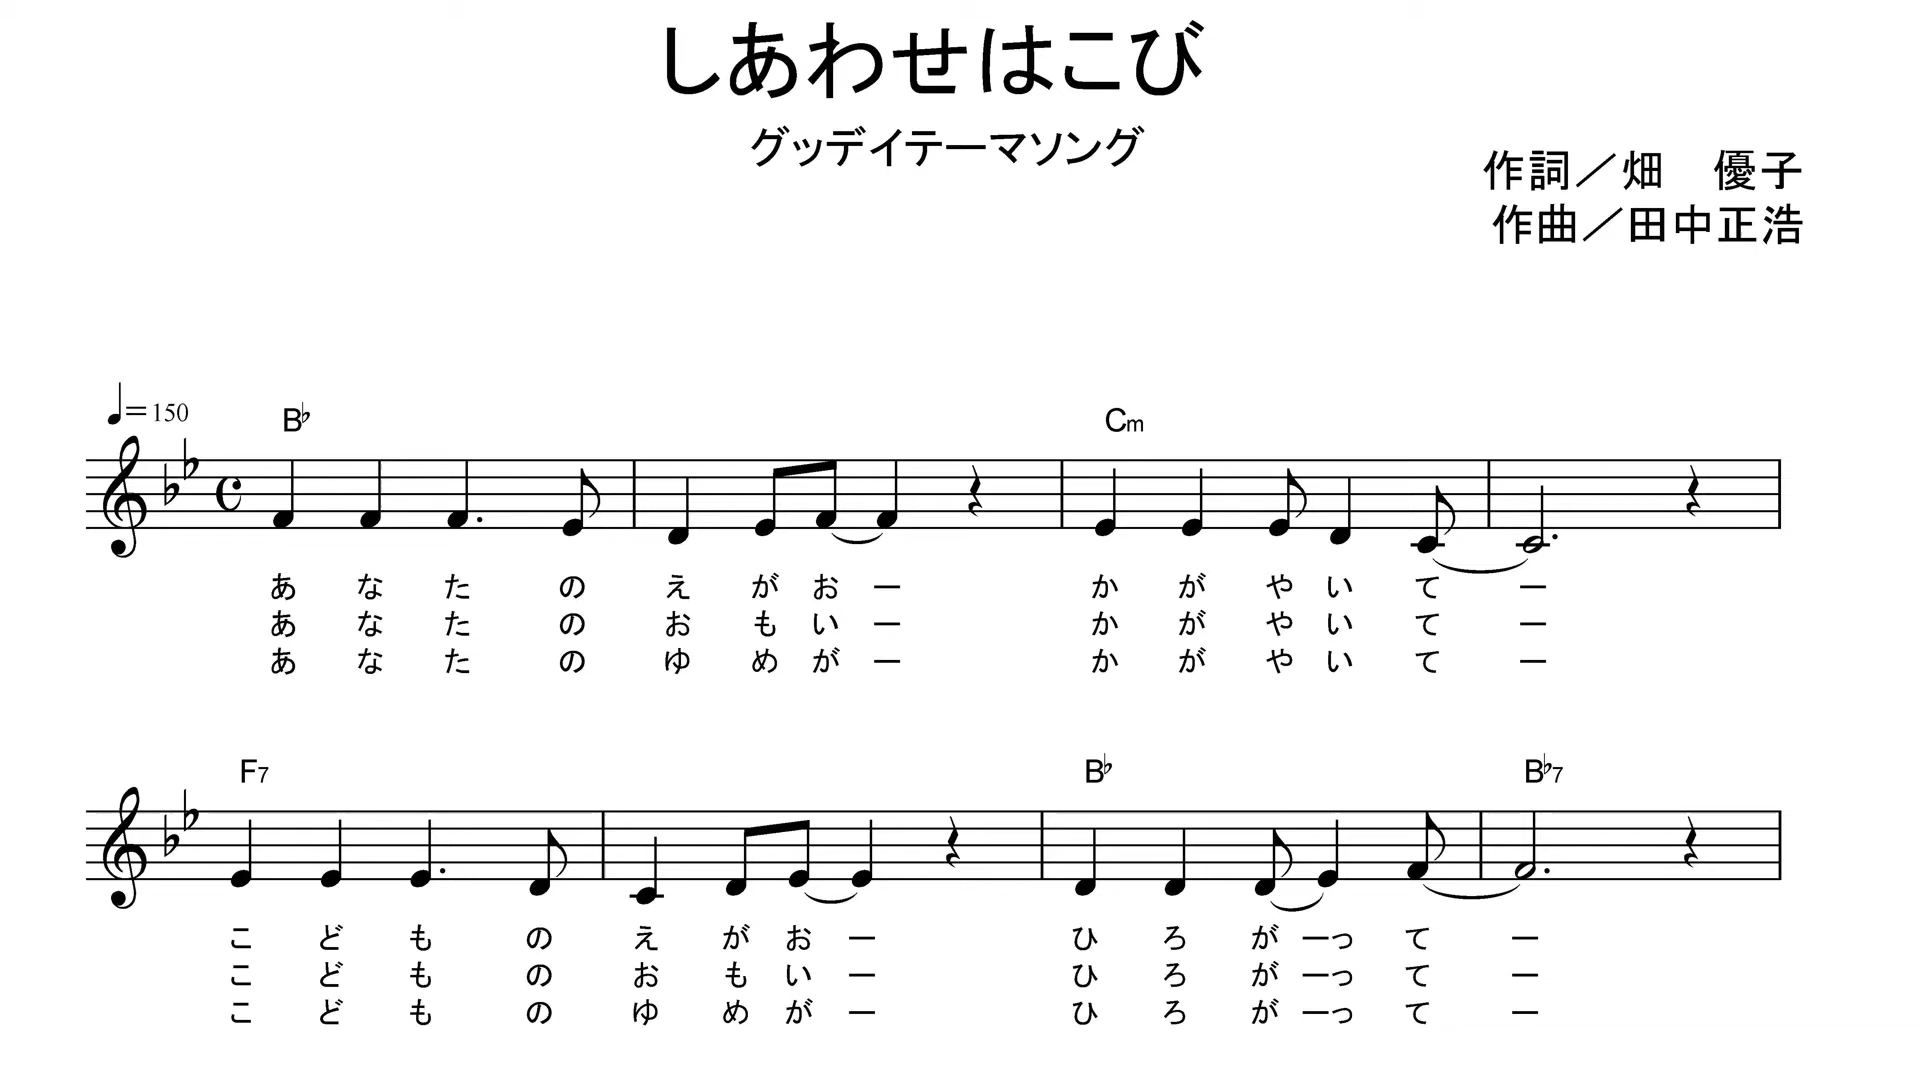 しあわせはこび
グッデイテーマソング
作詞／畑　優子
作曲／田中正浩
♩=150
B♭ Cm
あ な た の え が お ー か が や い て ー
あ な た の お も い ー か が や い て ー
あ な た の ゆ め が ー か が や い て ー
F7 B♭ B♭7
こ ど も の え が お ー ひ ろ が ーっ て ー
こ ど も の お も い ー ひ ろ が ーっ て ー
こ ど も の ゆ め が ー ひ ろ が ーっ て ー